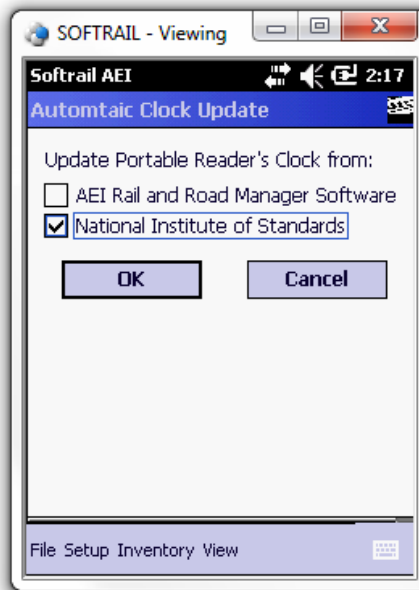 SOFTRAIL - Viewing
Softrail AEI 2:17
Automtaic Clock Update
Update Portable Reader's Clock from:
AEI Rail and Road Manager Software
National Institute of Standards
OK Cancel
File Setup Inventory View